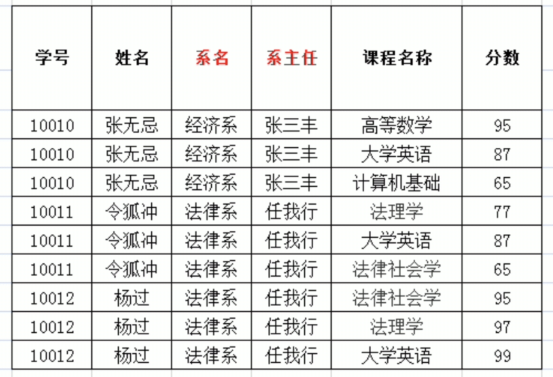 学号 姓名 系名 系主任 课程名称 分数
10010 张无忌 经济系 张三丰 高等数学 95
10010 张无忌 经济系 张三丰 大学英语 87
10010 张无忌 经济系 张三丰 计算机基础 65
10011 令狐冲 法律系 任我行 法理学 77
10011 令狐冲 法律系 任我行 大学英语 87
10011 令狐冲 法律系 任我行 法律社会学 65
10012 杨过 法律系 任我行 法律社会学 95
10012 杨过 法律系 任我行 法理学 97
10012 杨过 法律系 任我行 大学英语 99